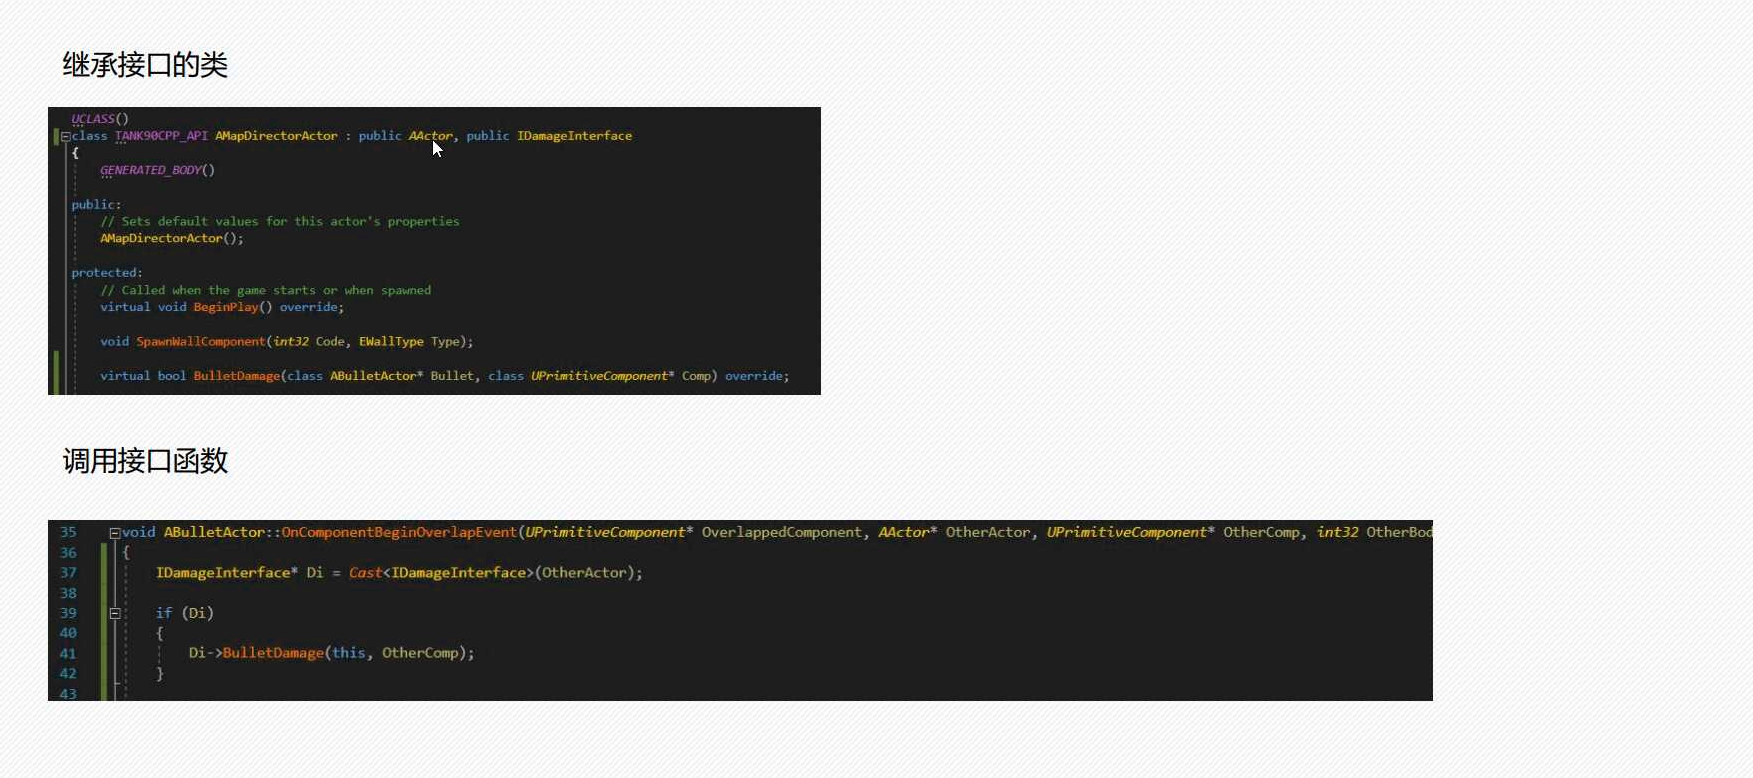 继承接口的类
UCLASS()
class TANK90CPP_API AMapDirectorActor : public AActor, public IDamageInterface
{
GENERATED_BODY()
public:
// Sets default values for this actor's properties
AMapDirectorActor();
protected:
// Called when the game starts or when spawned
virtual void BeginPlay() override;
void SpawnWallComponent(int32 Code, EWallType Type);
virtual bool BulletDamage(class ABulletActor* Bullet, class UPrimitiveComponent* Comp) override;
调用接口函数
35 void ABulletActor::OnComponentBeginOverlapEvent(UPrimitiveComponent* OverlappedComponent, AActor* OtherActor, UPrimitiveComponent* OtherComp, int32 OtherBod
36 {
37 IDamageInterface* Di = Cast<IDamageInterface>(OtherActor);
38
39 if (Di)
40 {
41 Di->BulletDamage(this, OtherComp);
42 }
43